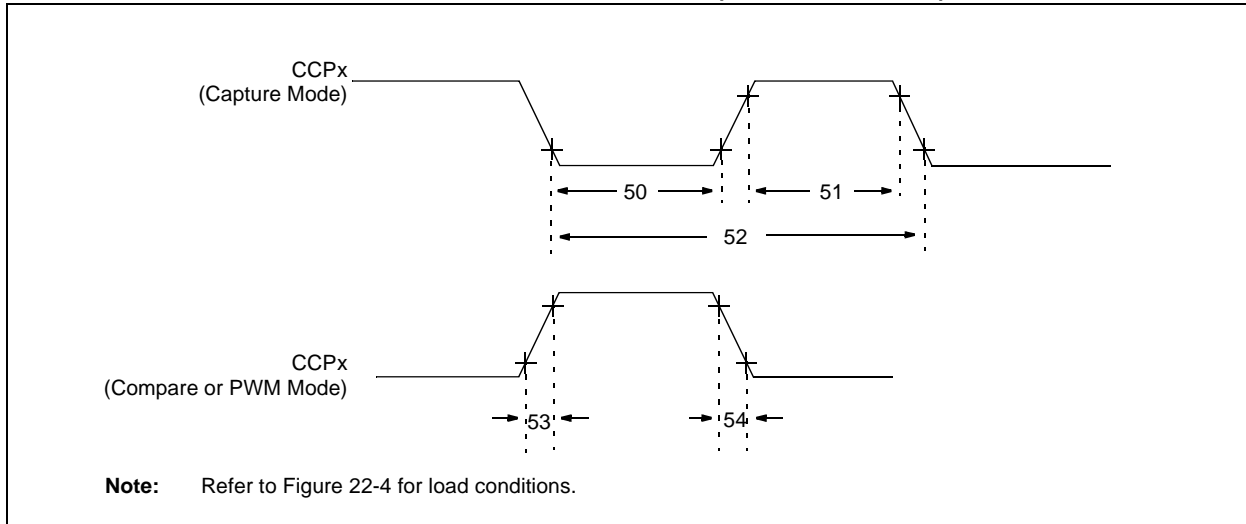 CCPx
(Capture Mode)
50
51
52
CCPx
(Compare or PWM Mode)
53
54
Note: Refer to Figure 22-4 for load conditions.